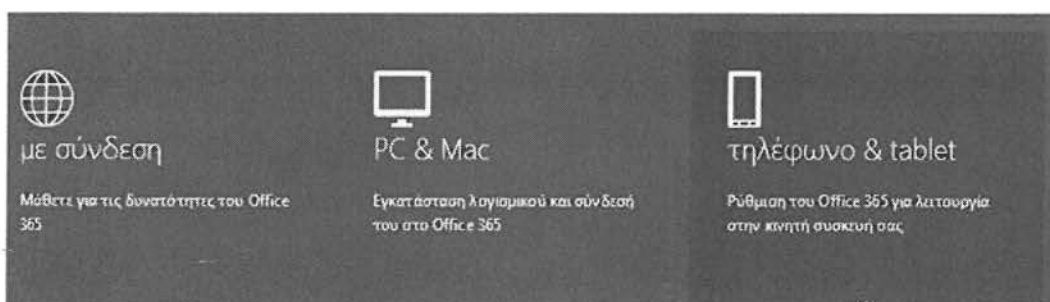 με σύνδεση
Μάθετε για τις δυνατότητες του Office
365
PC & Mac
Εγκατάσταση λογισμικού και σύνδεσή
του στο Office 365
τηλέφωνο & tablet
Ρύθμιση του Office 365 για λειτουργία
στην κινητή συσκευή σας